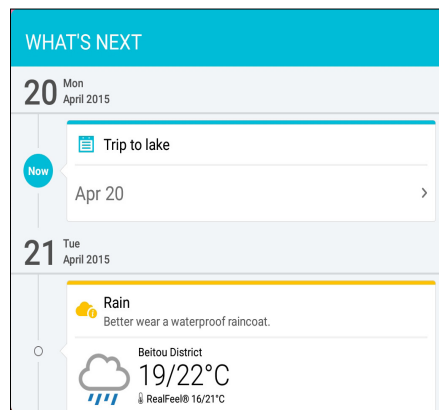 WHAT'S NEXT
20 Mon
April 2015
Trip to lake
Now
Apr 20
21 Tue
April 2015
Rain
Better wear a waterproof raincoat.
Beitou District
19/22°C
RealFeel® 16/21°C